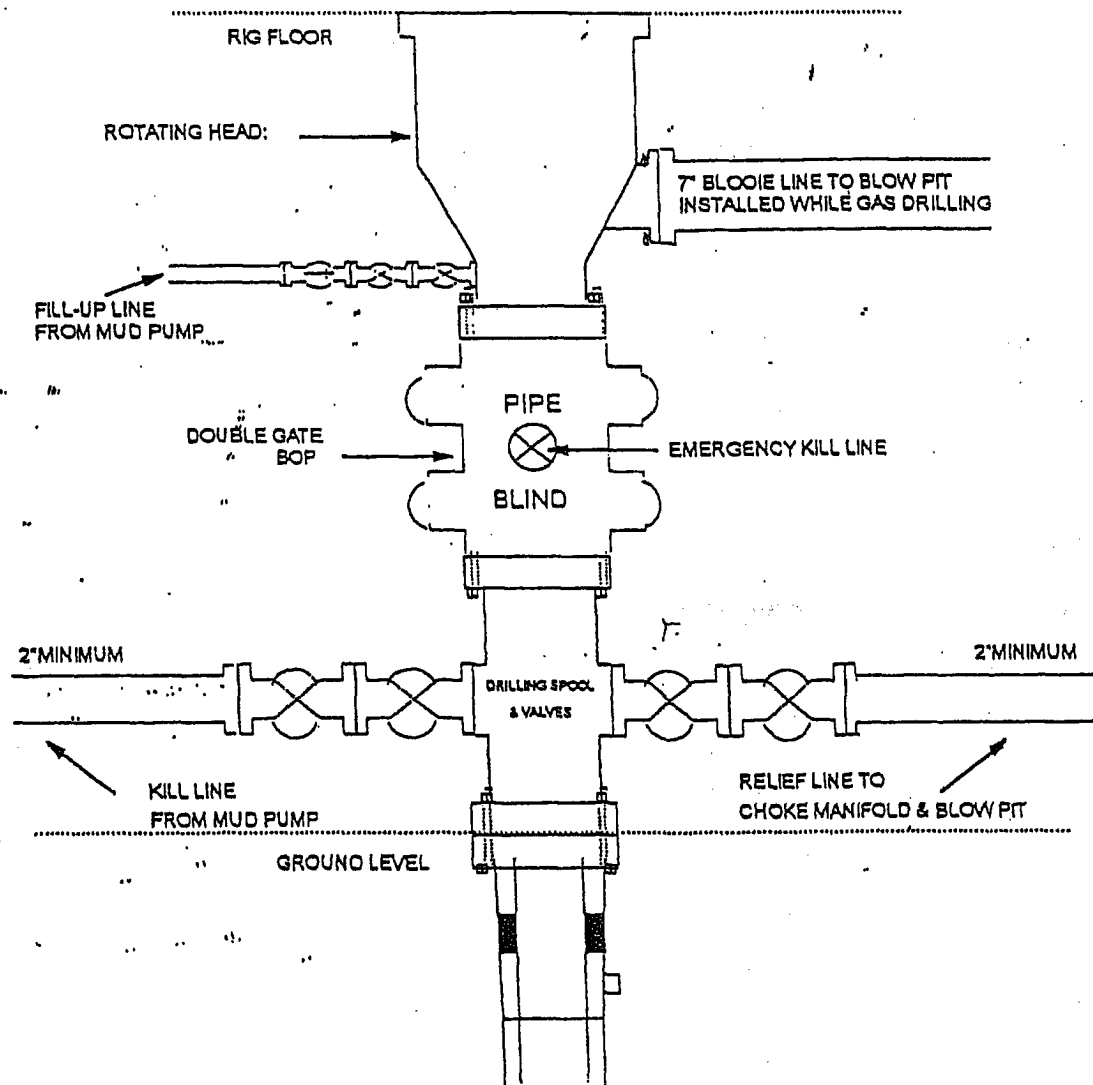 RIG FLOOR
ROTATING HEAD:
7" BLOOIE LINE TO BLOW PIT
INSTALLED WHILE GAS DRILLING
FILL-UP LINE
FROM MUD PUMP
PIPE
DOUBLE GATE
BOP
EMERGENCY KILL LINE
BLIND
2"MINIMUM
2"MINIMUM
DRILLING SPOOL
& VALVES
KILL LINE
FROM MUD PUMP
RELIEF LINE TO
CHOKE MANIFOLD & BLOW PIT
GROUND LEVEL